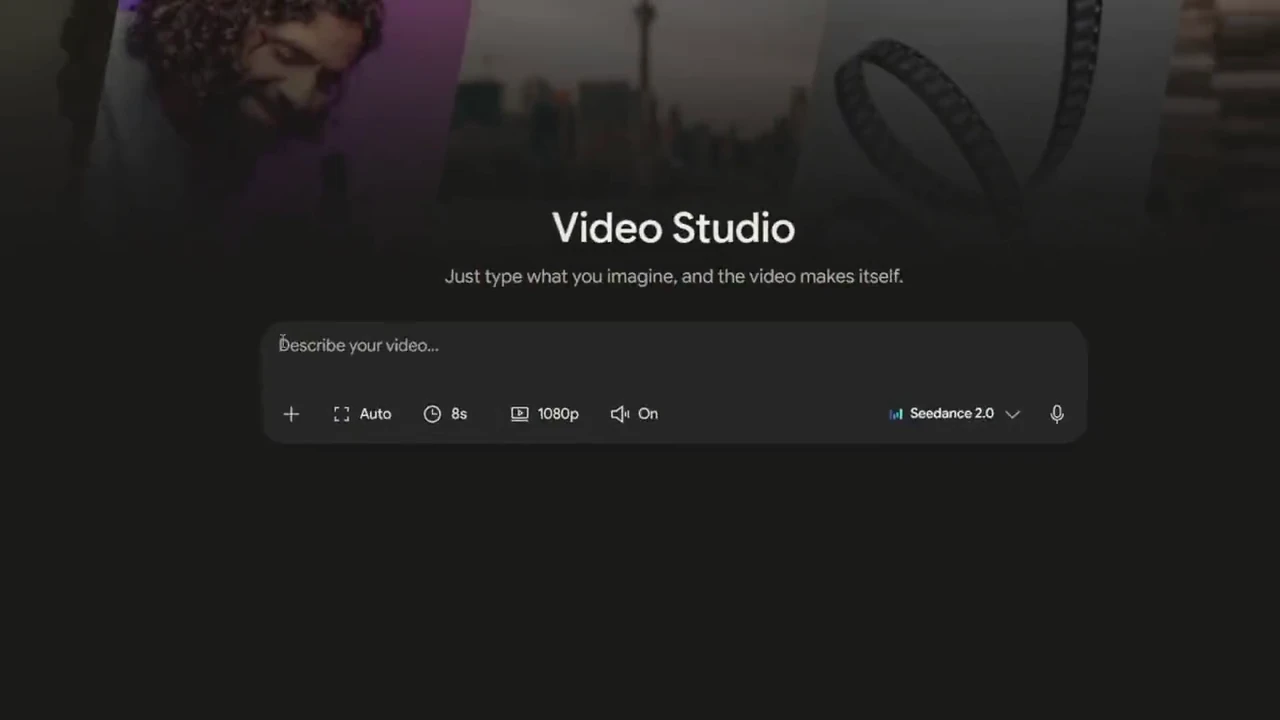 Video Studio
Just type what you imagine, and the video makes itself.
Describe your video...
Auto 8s 1080p On Seedance 2.0